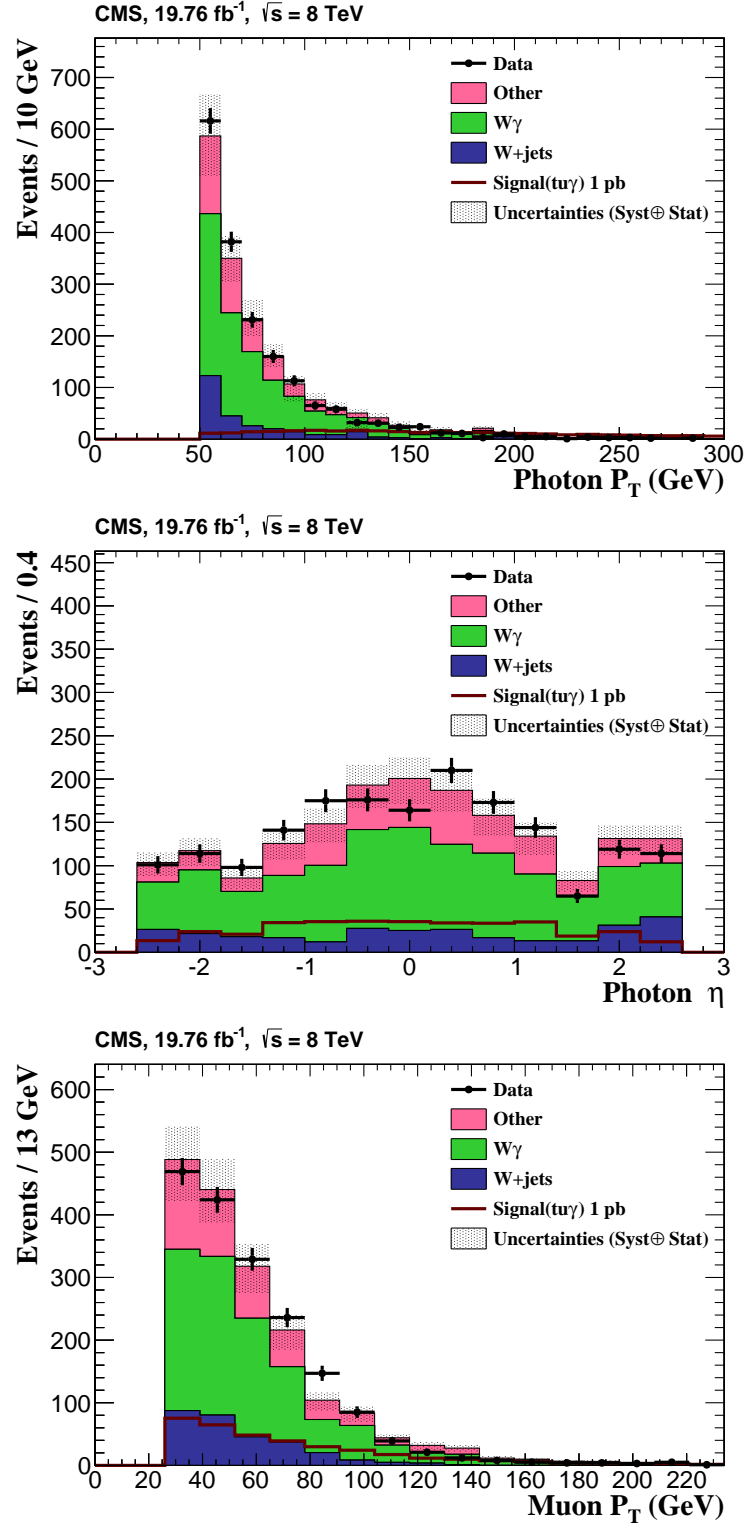 CMS, 19.76 fb⁻¹, √s = 8 TeV
Events / 10 GeV
700
600
500
400
300
200
100
0
Data
Other
Wγ
W+jets
Signal(tuγ) 1 pb
Uncertainties (Syst⊕ Stat)
0 50 100 150 200 250 300
Photon P_T (GeV)
CMS, 19.76 fb⁻¹, √s = 8 TeV
Events / 0.4
450
400
350
300
250
200
150
100
50
0
Data
Other
Wγ
W+jets
Signal(tuγ) 1 pb
Uncertainties (Syst⊕ Stat)
-3 -2 -1 0 1 2 3
Photon η
CMS, 19.76 fb⁻¹, √s = 8 TeV
Events / 13 GeV
600
500
400
300
200
100
0
Data
Other
Wγ
W+jets
Signal(tuγ) 1 pb
Uncertainties (Syst⊕ Stat)
0 20 40 60 80 100 120 140 160 180 200 220
Muon P_T (GeV)